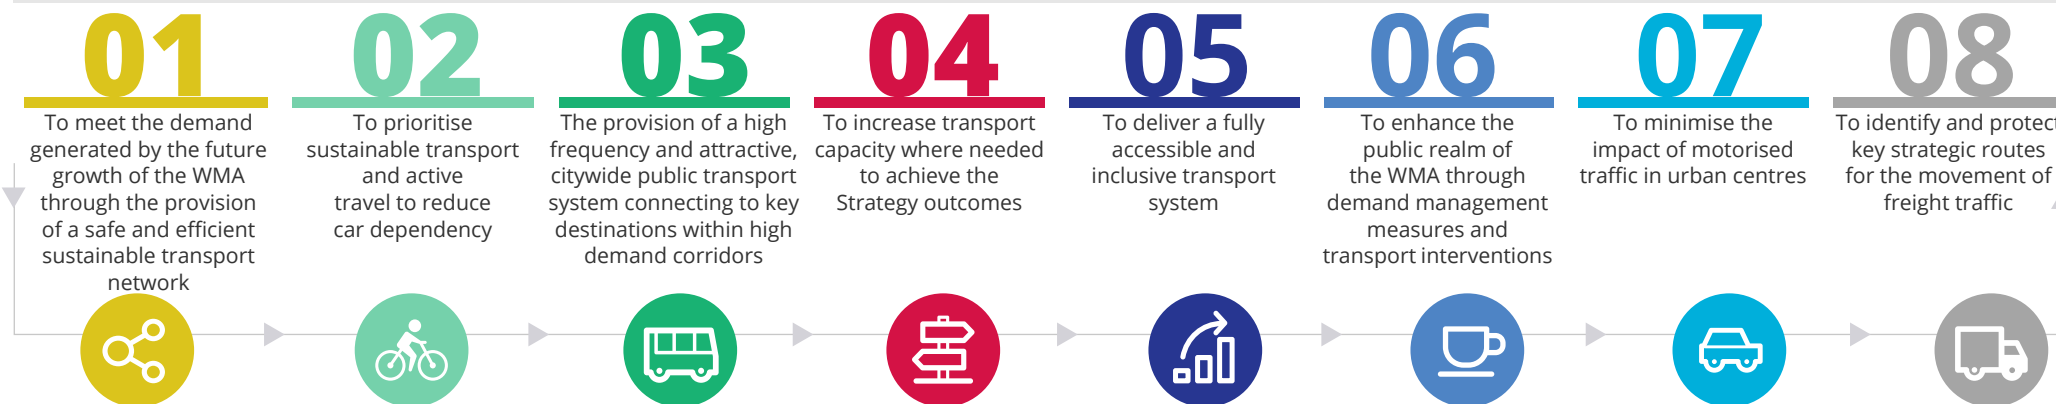 01
To meet the demand
generated by the future
growth of the WMA
through the provision
of a safe and efficient
sustainable transport
network
02
To prioritise
sustainable transport
and active
travel to reduce
car dependency
03
The provision of a high
frequency and attractive,
citywide public transport
system connecting to key
destinations within high
demand corridors
04
To increase transport
capacity where needed
to achieve the
Strategy outcomes
05
To deliver a fully
accessible and
inclusive transport
system
06
To enhance the
public realm of
the WMA through
demand management
measures and
transport interventions
07
To minimise the
impact of motorised
traffic in urban centres
08
To identify and protect
key strategic routes
for the movement of
freight traffic